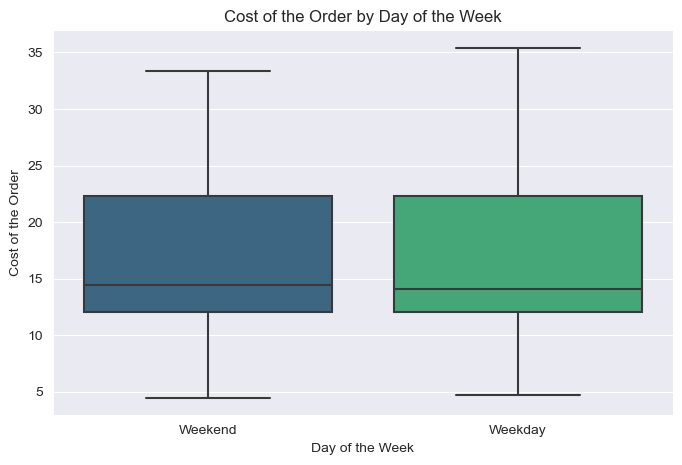 Cost of the Order by Day of the Week
35
30
25
20
15
10
5
Cost of the Order
Weekend
Weekday
Day of the Week